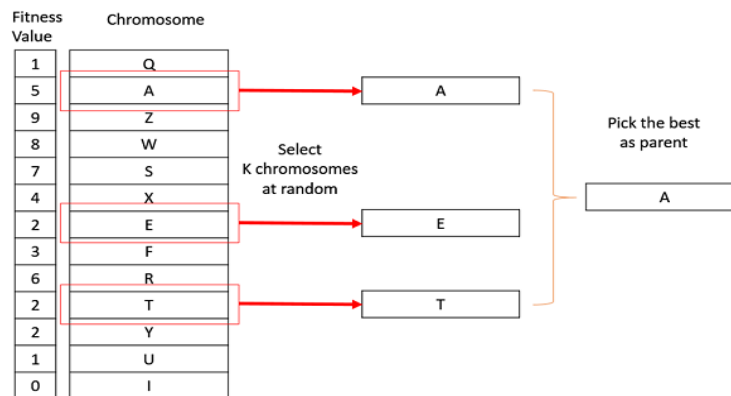 Fitness
Value
Chromosome
1 Q
5 A
9 Z
8 W
7 S
4 X
2 E
3 F
6 R
2 T
2 Y
1 U
0 I
Select
K chromosomes
at random
A
E
T
Pick the best
as parent
A